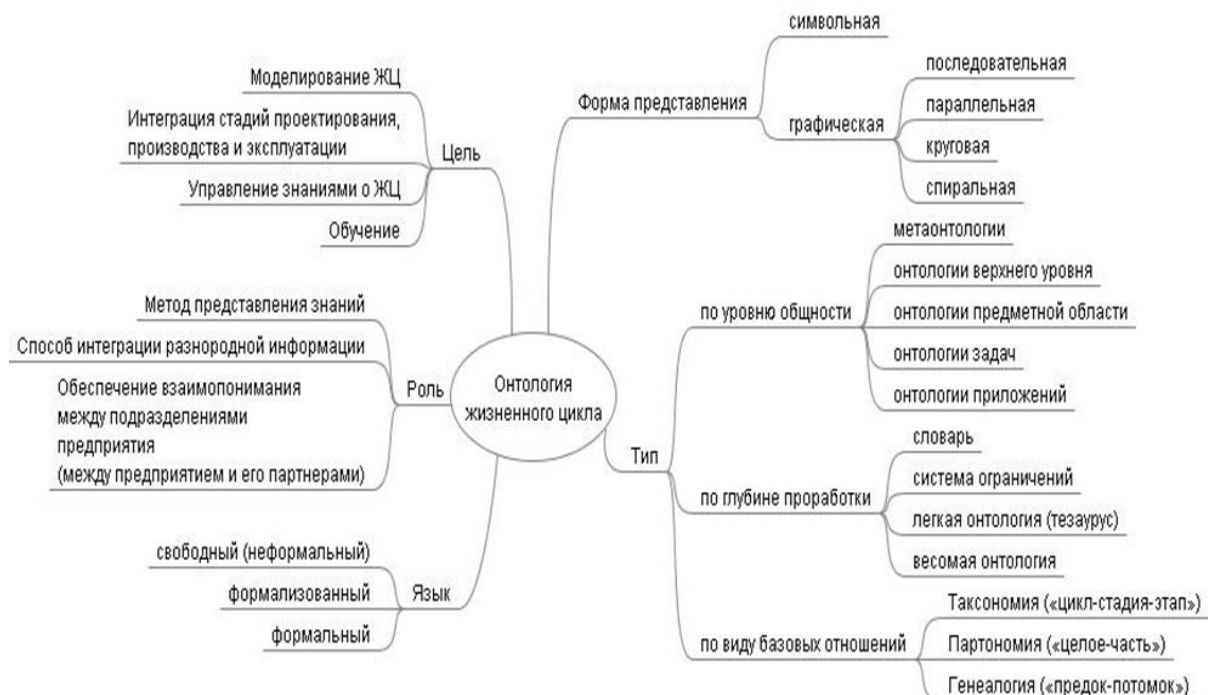 Онтология
жизненного цикла
Цель
Моделирование ЖЦ
Интеграция стадий проектирования,
производства и эксплуатации
Управление знаниями о ЖЦ
Обучение
Роль
Метод представления знаний
Способ интеграции разнородной информации
Обеспечение взаимопонимания
между подразделениями
предприятия
(между предприятием и его партнерами)
Язык
свободный (неформальный)
формализованный
формальный
Форма представления
символьная
графическая
последовательная
параллельная
круговая
спиральная
Тип
по уровню общности
метаонтологии
онтологии верхнего уровня
онтологии предметной области
онтологии задач
онтологии приложений
по глубине проработки
словарь
система ограничений
легкая онтология (тезаурус)
весомая онтология
по виду базовых отношений
Таксономия («цикл-стадия-этап»)
Партономия («целое-часть»)
Генеалогия («предок-потомок»)